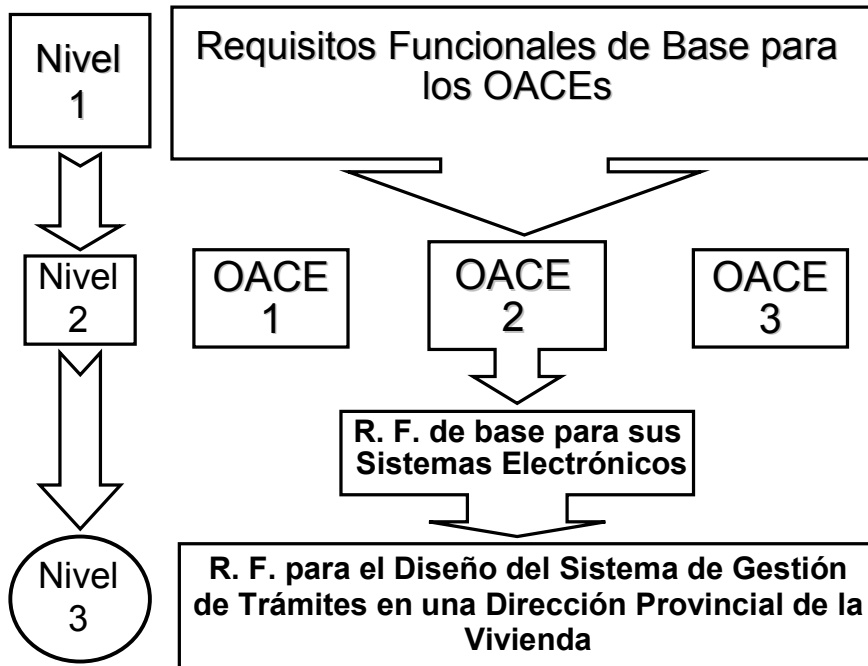 Nivel
1
Requisitos Funcionales de Base para
los OACEs
Nivel
2
OACE
1
OACE
2
OACE
3
R. F. de base para sus
Sistemas Electrónicos
Nivel
3
R. F. para el Diseño del Sistema de Gestión
de Trámites en una Dirección Provincial de la
Vivienda